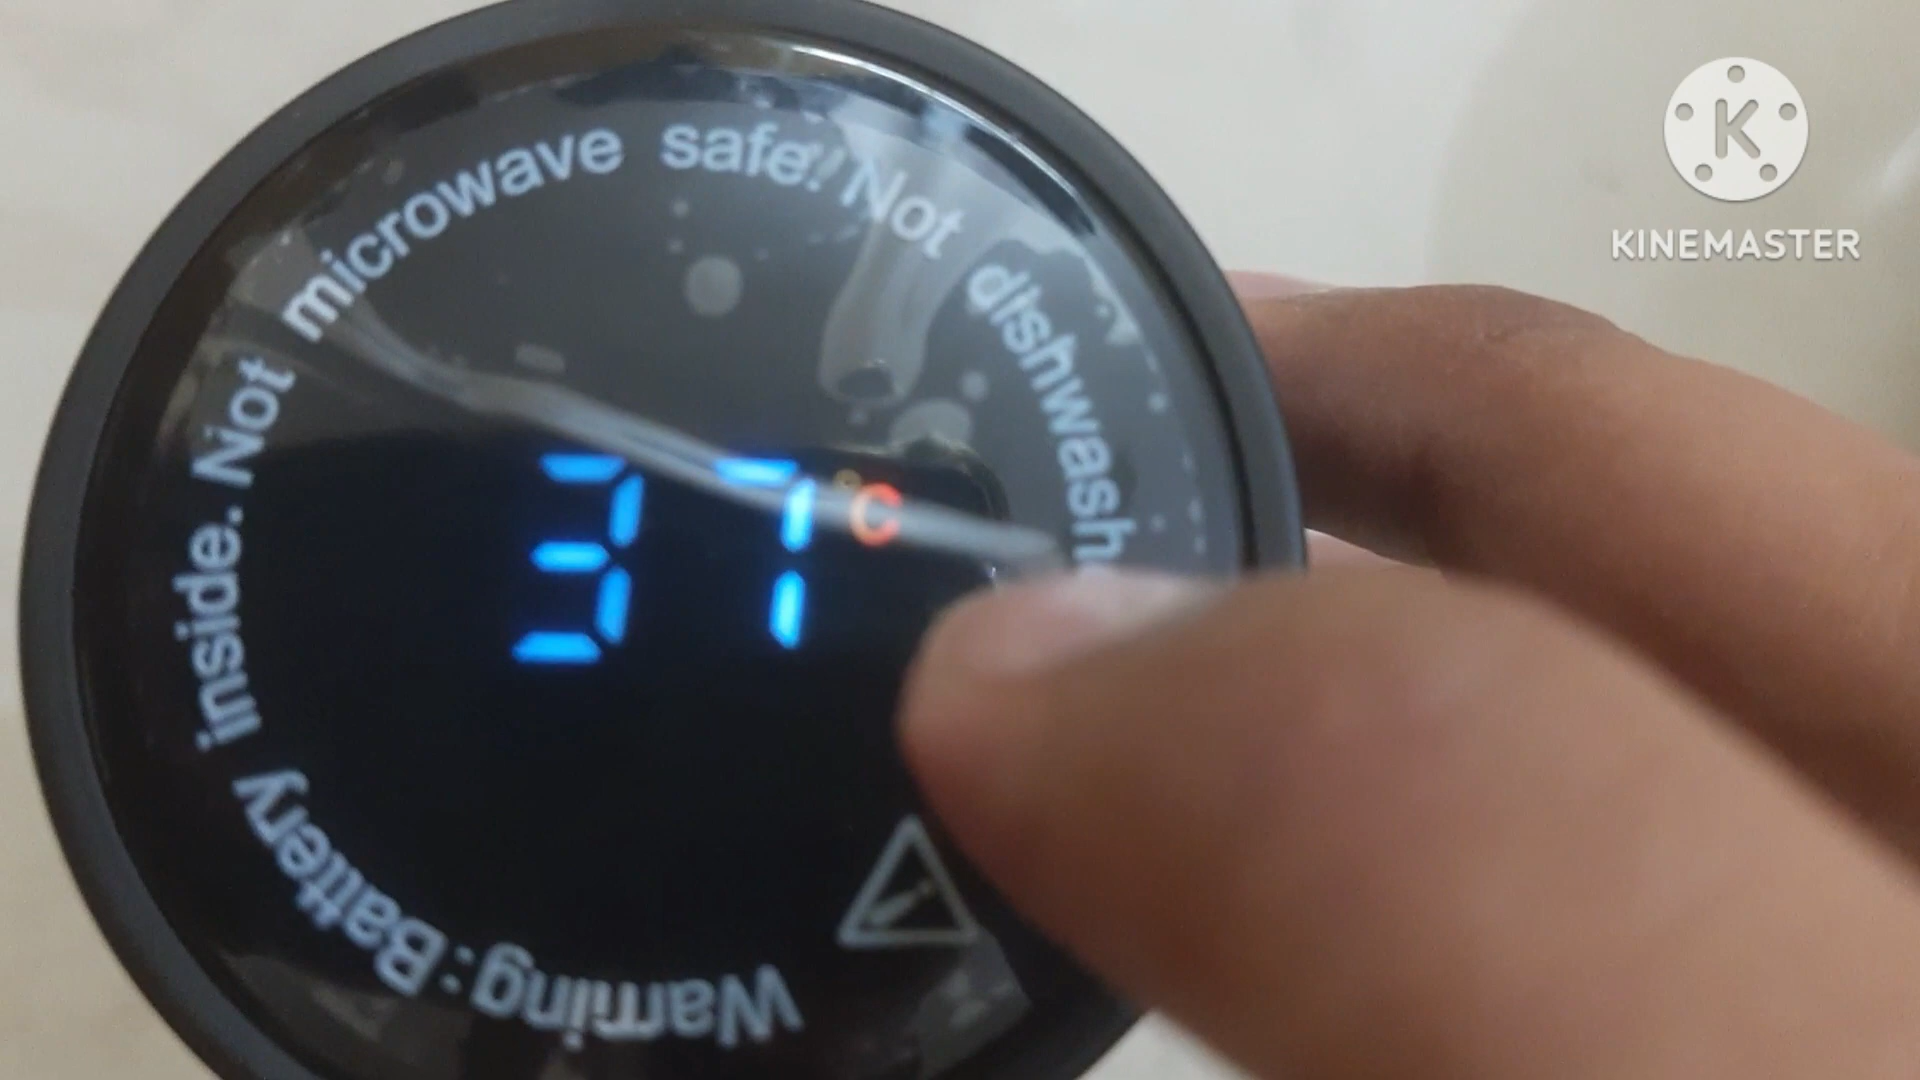 Warning: Battery inside. Not microwave safe. Not dishwash
37 °C
K
KINEMASTER